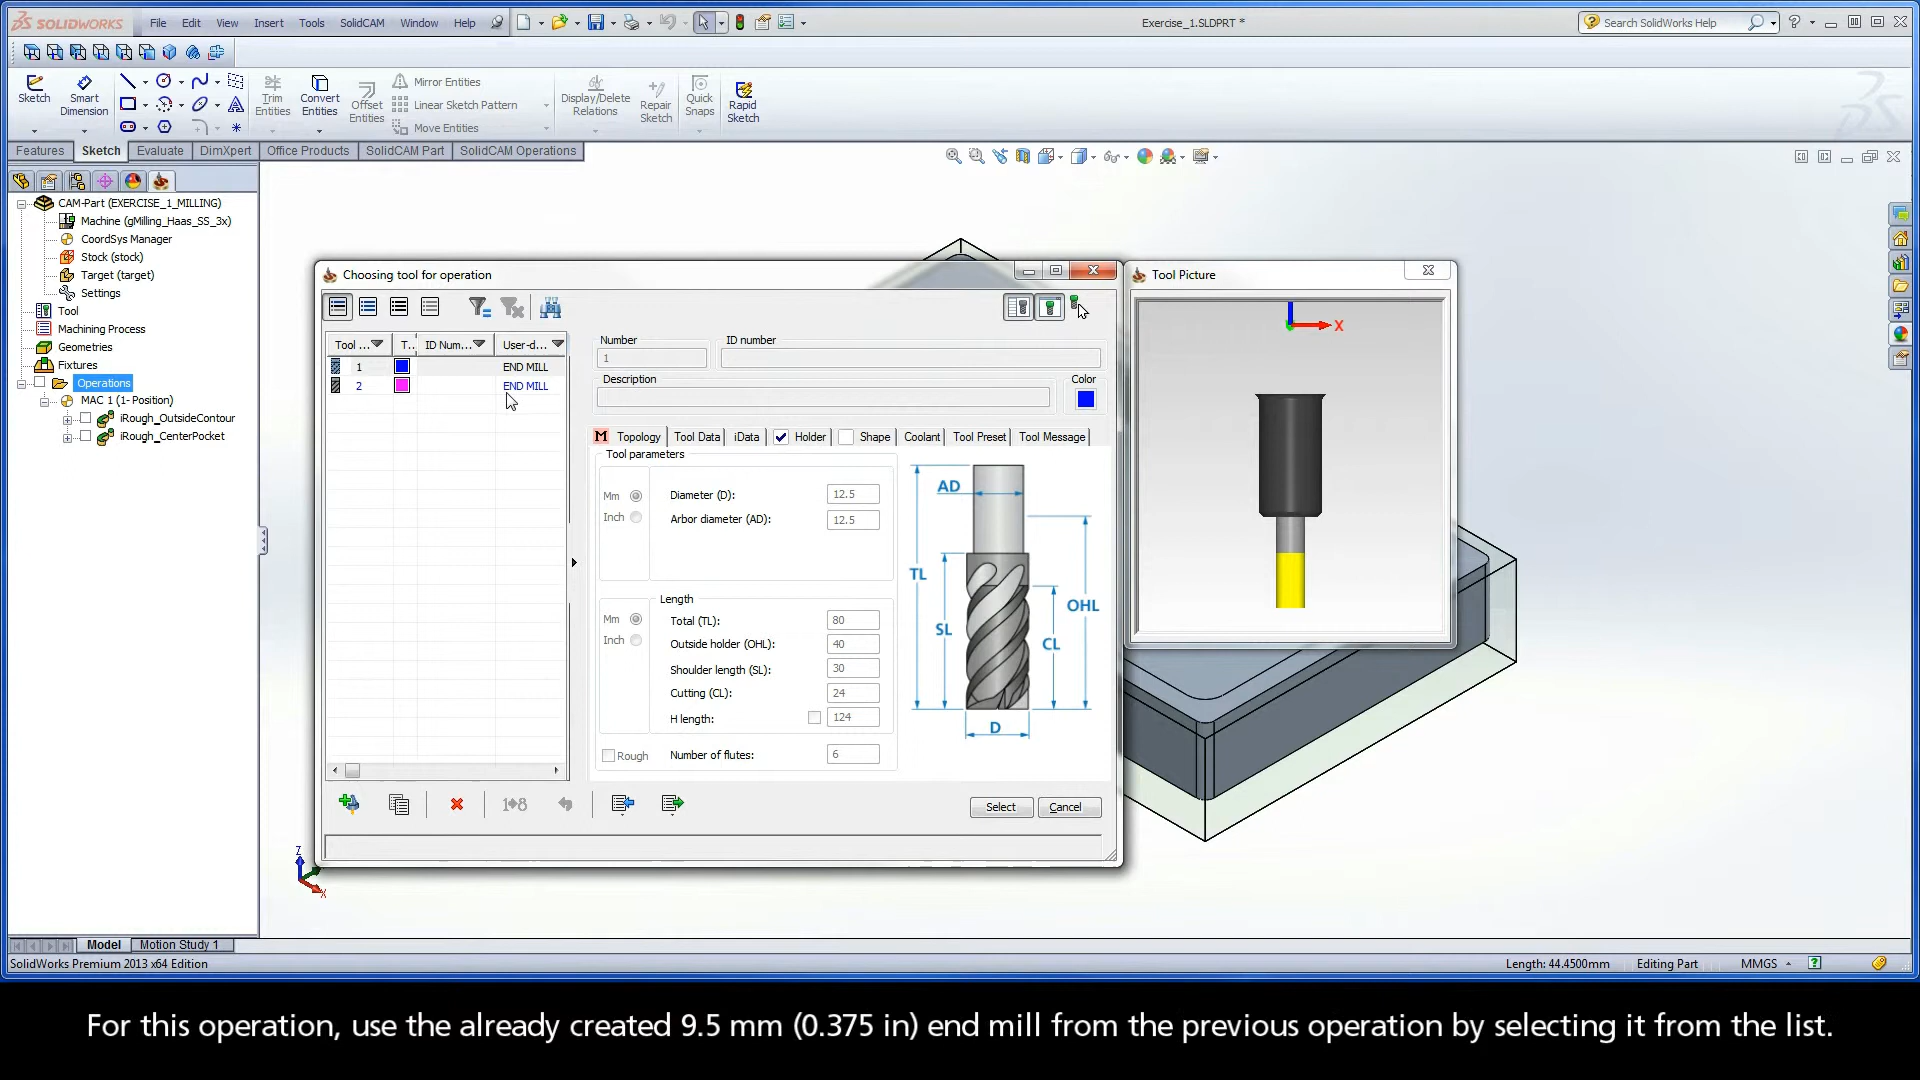 SOLIDWORKS File Edit View Insert Tools SolidCAM Window Help Exercise_1.SLDPRT * Search SolidWorks Help
Sketch Smart Dimension Trim Entities Convert Entities Offset Entities Mirror Entities Linear Sketch Pattern Move Entities Display/Delete Relations Repair Sketch Quick Snaps Rapid Sketch
Features Sketch Evaluate DimXpert Office Products SolidCAM Part SolidCAM Operations
CAM-Part (EXERCISE_1_MILLING)
Machine (gMilling_Haas_SS_3x)
CoordSys Manager
Stock (stock)
Target (target)
Settings
Tool
Machining Process
Geometries
Fixtures
Operations
MAC 1 (1- Position)
iRough_OutsideContour
iRough_CenterPocket
Choosing tool for operation
Tool ... T.. ID Num... User-d...
1 END MILL
2 END MILL
Number ID number
1
Description Color
M Topology Tool Data iData Holder Shape Coolant Tool Preset Tool Message
Tool parameters
Mm Diameter (D): 12.5
Inch Arbor diameter (AD): 12.5
Length
Mm Total (TL): 80
Inch Outside holder (OHL): 40
Shoulder length (SL): 30
Cutting (CL): 24
H length: 124
Rough Number of flutes: 6
AD
TL
OHL
SL
CL
D
1 8
Select Cancel
Tool Picture
X
Z
X
Model Motion Study 1
SolidWorks Premium 2013 x64 Edition Length: 44.4500mm Editing Part MMGS
For this operation, use the already created 9.5 mm (0.375 in) end mill from the previous operation by selecting it from the list.